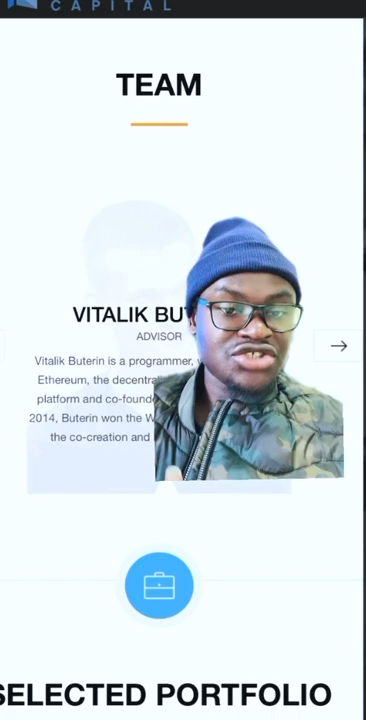 CAPITAL
TEAM
VITALIK BUT
ADVISOR
Vitalik Buterin is a programmer,
Ethereum, the decentral
platform and co-founde
2014, Buterin won the W
the co-creation and
SELECTED PORTFOLIO